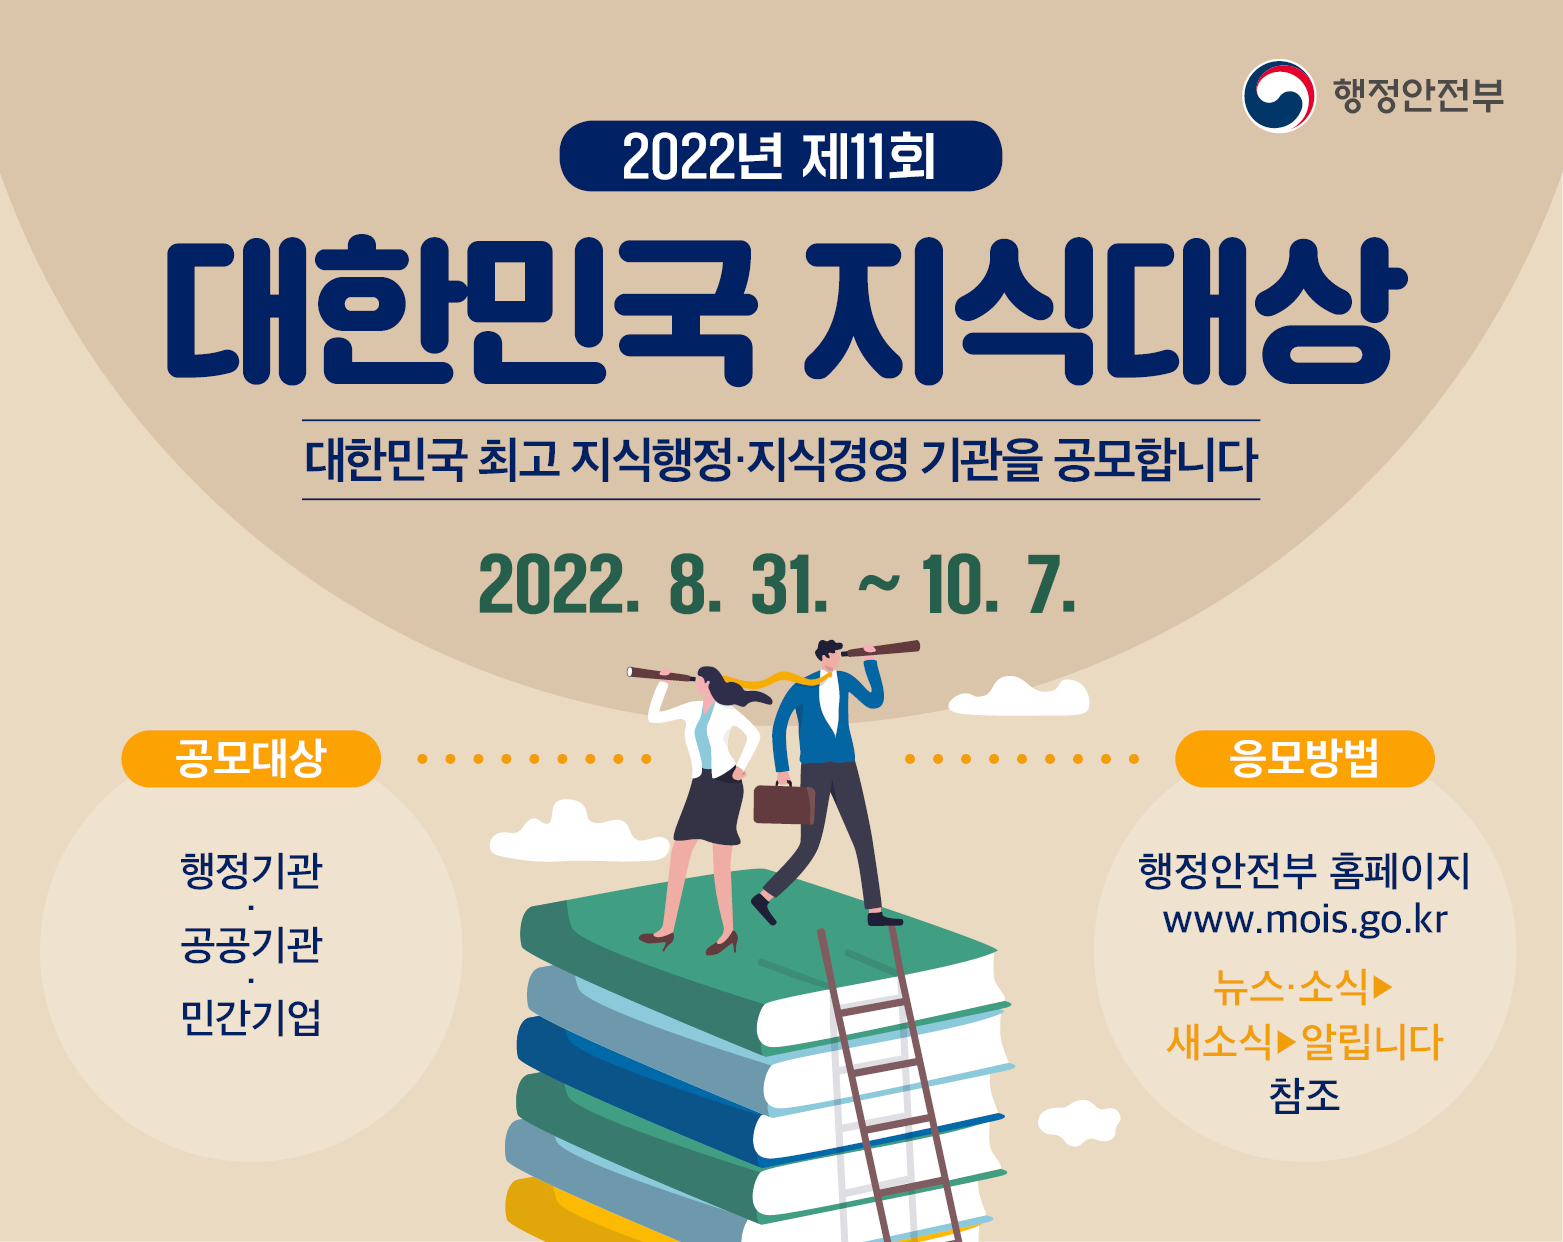 행정안전부
2022년 제11회
대한민국 지식대상
대한민국 최고 지식행정·지식경영 기관을 공모합니다
2022. 8. 31. ~ 10. 7.
공모대상
행정기관
·
공공기관
·
민간기업
응모방법
행정안전부 홈페이지
www.mois.go.kr
뉴스·소식▶
새소식▶알립니다
참조